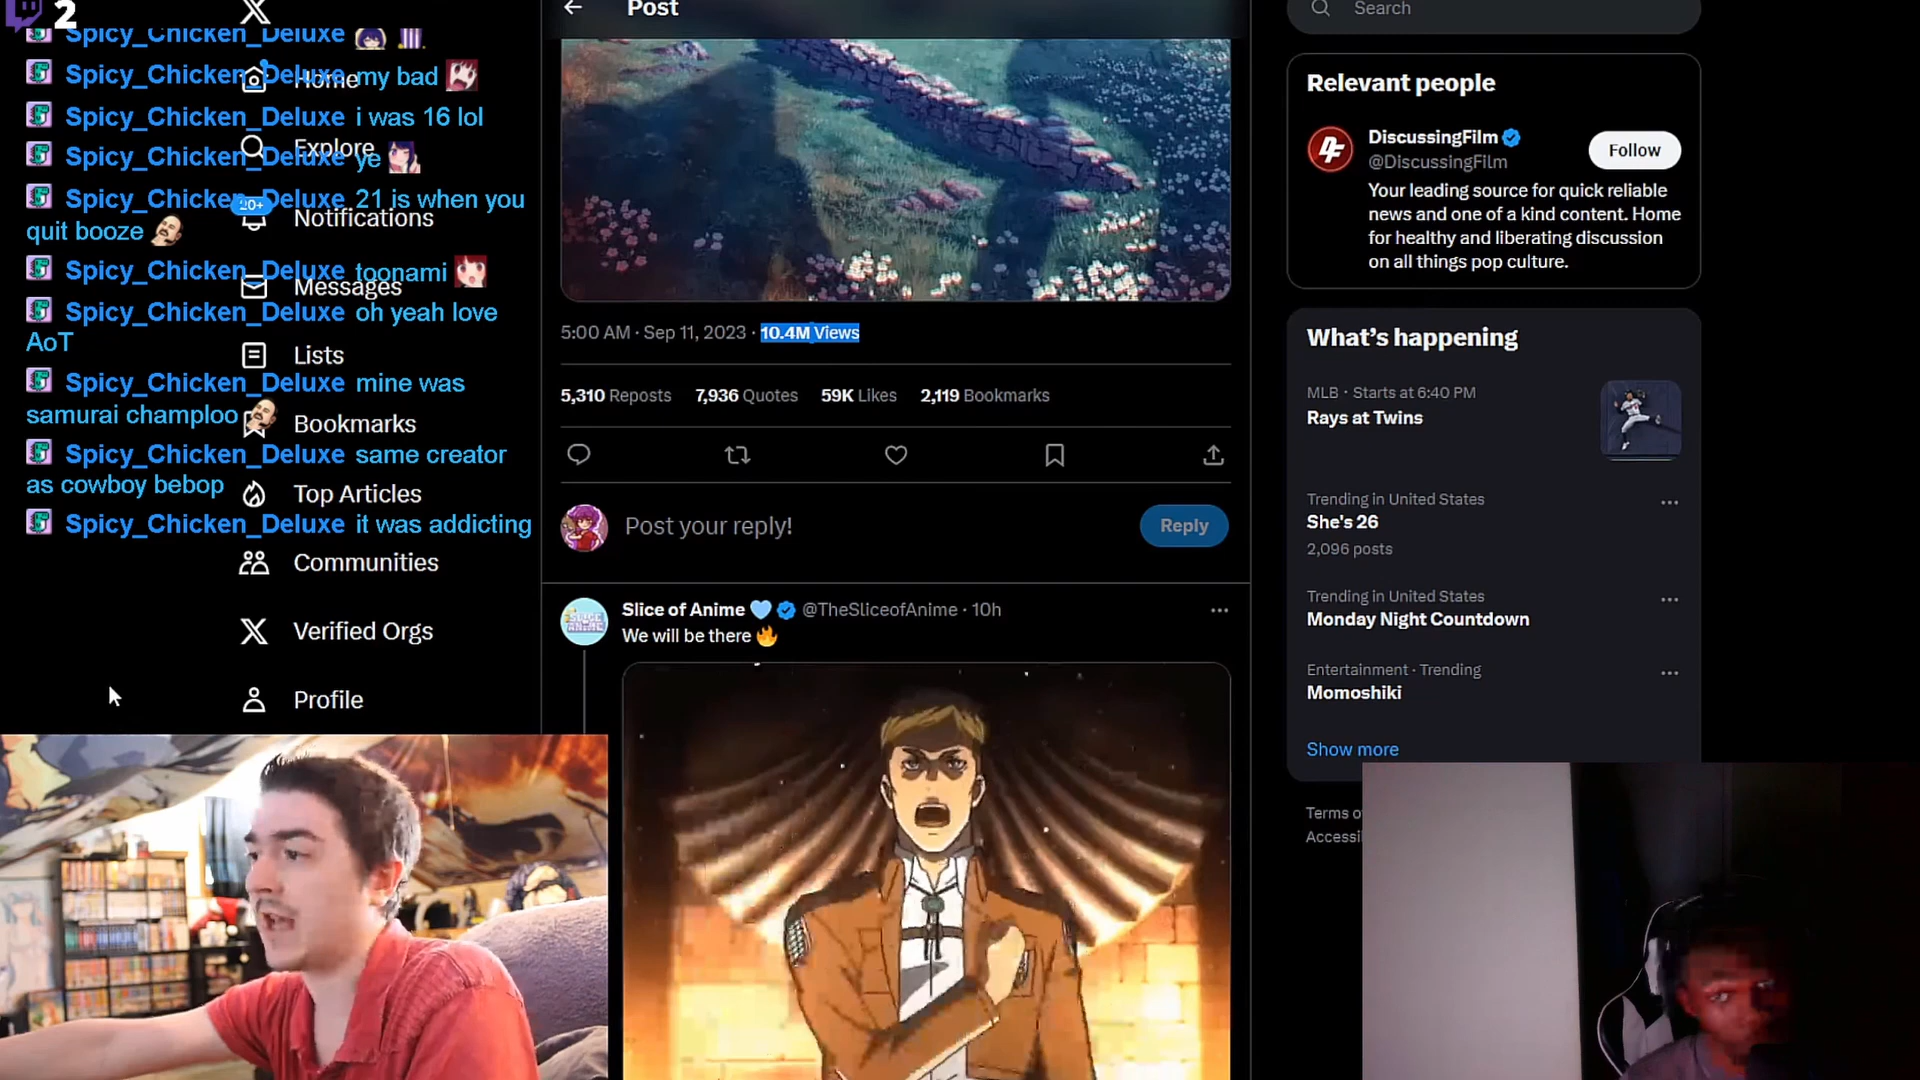 2
Spicy_Chicken_Deluxe
Spicy_Chicken_Deluxe my bad
Spicy_Chicken_Deluxe i was 16 lol
Spicy_Chicken_Deluxe ye
Spicy_Chicken_Deluxe 21 is when you
quit booze
Spicy_Chicken_Deluxe toonami
Spicy_Chicken_Deluxe oh yeah love
AoT
Spicy_Chicken_Deluxe mine was
samurai champloo
Spicy_Chicken_Deluxe same creator
as cowboy bebop
Spicy_Chicken_Deluxe it was addicting
Home
Explore
20+
Notifications
Messages
Lists
Bookmarks
Top Articles
Communities
Verified Orgs
Profile
Post
5:00 AM · Sep 11, 2023 · 10.4M Views
5,310 Reposts 7,936 Quotes 59K Likes 2,119 Bookmarks
Post your reply!
Reply
Slice of Anime @TheSliceofAnime · 10h
We will be there
Search
Relevant people
DiscussingFilm
@DiscussingFilm
Follow
Your leading source for quick reliable
news and one of a kind content. Home
for healthy and liberating discussion
on all things pop culture.
What's happening
MLB · Starts at 6:40 PM
Rays at Twins
Trending in United States
She's 26
2,096 posts
Trending in United States
Monday Night Countdown
Entertainment · Trending
Momoshiki
Show more
Terms o
Accessi